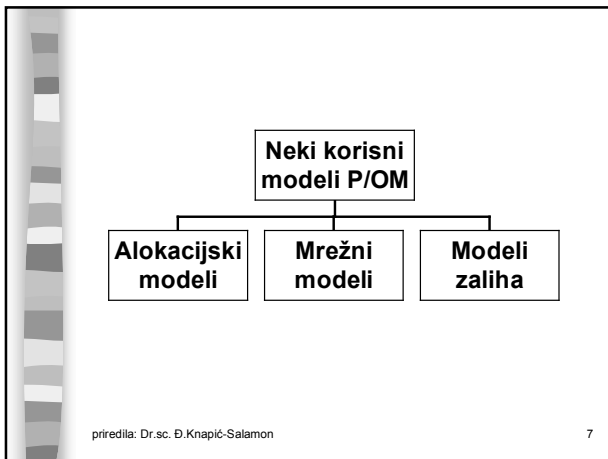 Neki korisni
modeli P/OM
Alokacijski
modeli
Mrežni
modeli
Modeli
zaliha
priredila: Dr.sc. Đ.Knapić-Salamon
7